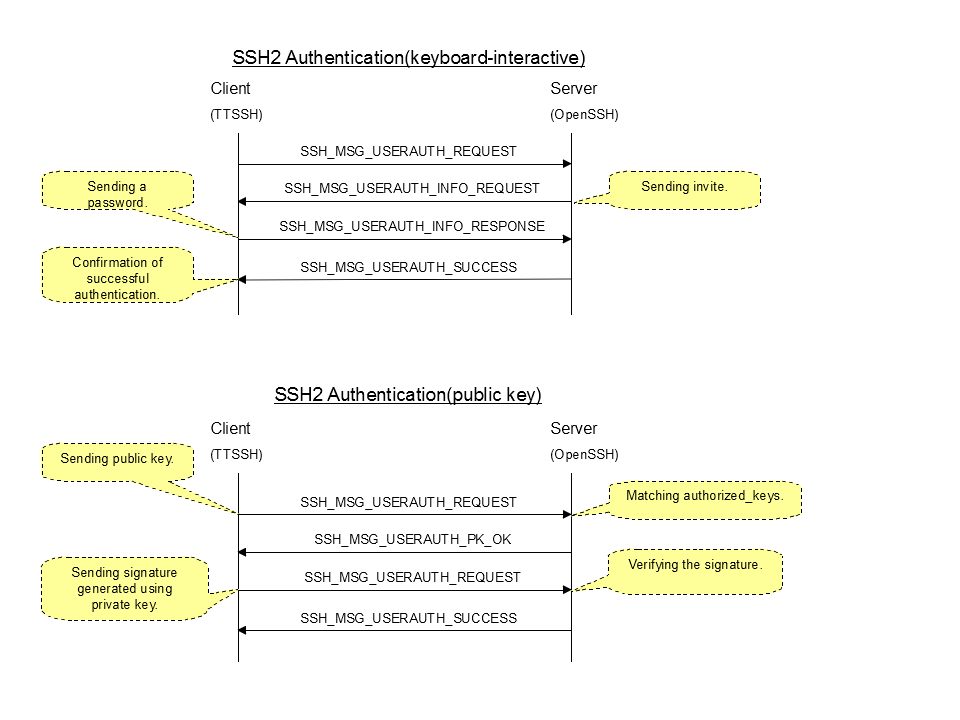 SSH2 Authentication(keyboard-interactive)
Client
Server
(TTSSH)
(OpenSSH)
SSH_MSG_USERAUTH_REQUEST
Sending a
password.
SSH_MSG_USERAUTH_INFO_REQUEST
Sending invite.
SSH_MSG_USERAUTH_INFO_RESPONSE
Confirmation of
successful
authentication.
SSH_MSG_USERAUTH_SUCCESS
SSH2 Authentication(public key)
Client
Server
(TTSSH)
(OpenSSH)
Sending public key.
SSH_MSG_USERAUTH_REQUEST
Matching authorized_keys.
SSH_MSG_USERAUTH_PK_OK
Sending signature
generated using
private key.
SSH_MSG_USERAUTH_REQUEST
Verifying the signature.
SSH_MSG_USERAUTH_SUCCESS